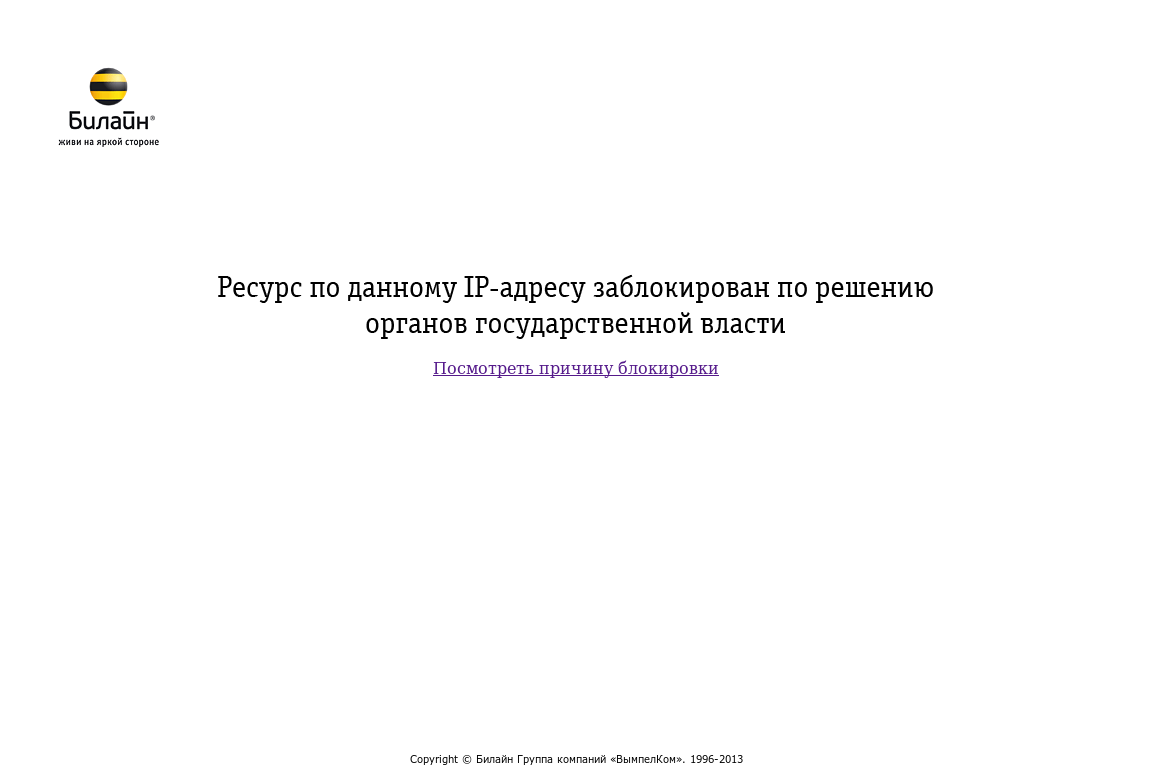 Билайн®
живи на яркой стороне
Ресурс по данному IP-адресу заблокирован по решению
органов государственной власти
Посмотреть причину блокировки
Copyright © Билайн Группа компаний «ВымпелКом». 1996-2013